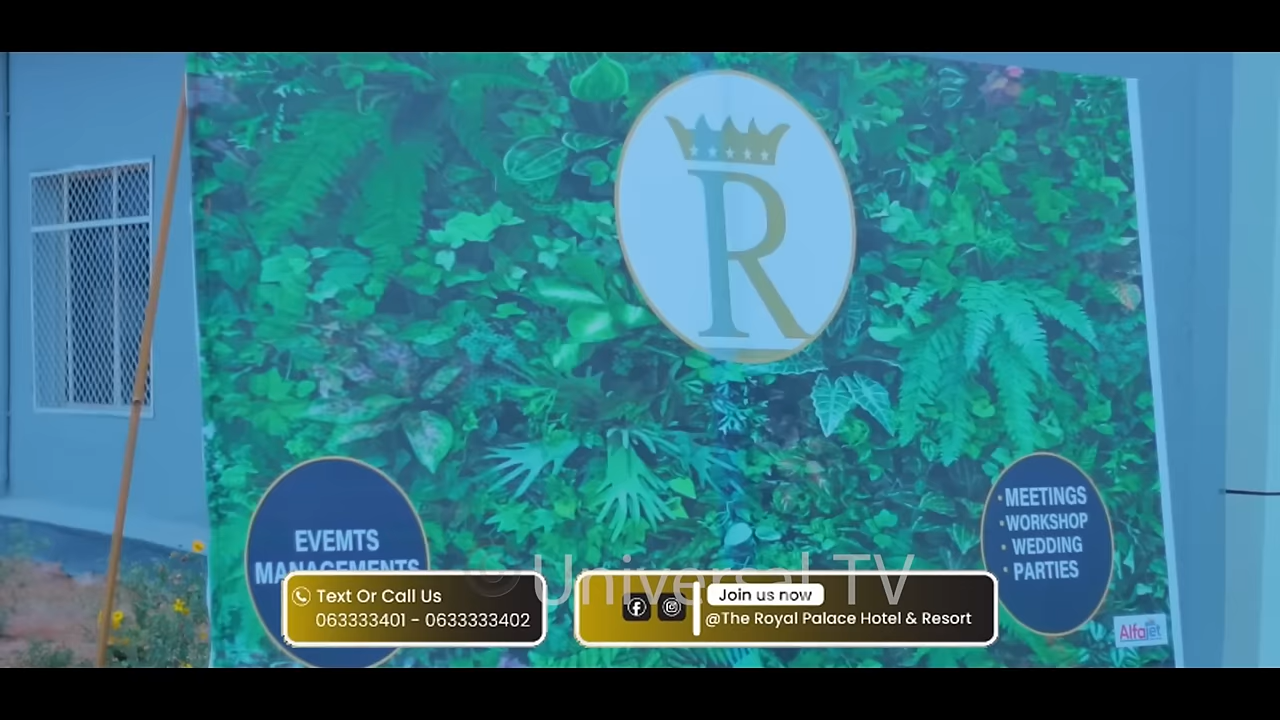 R
EVEMTS
MANAGEMENTS
• MEETINGS
• WORKSHOP
• WEDDING
• PARTIES
Alfajet
© Universal TV
Text Or Call Us
063333401 - 0633333402
Join us now
@The Royal Palace Hotel & Resort